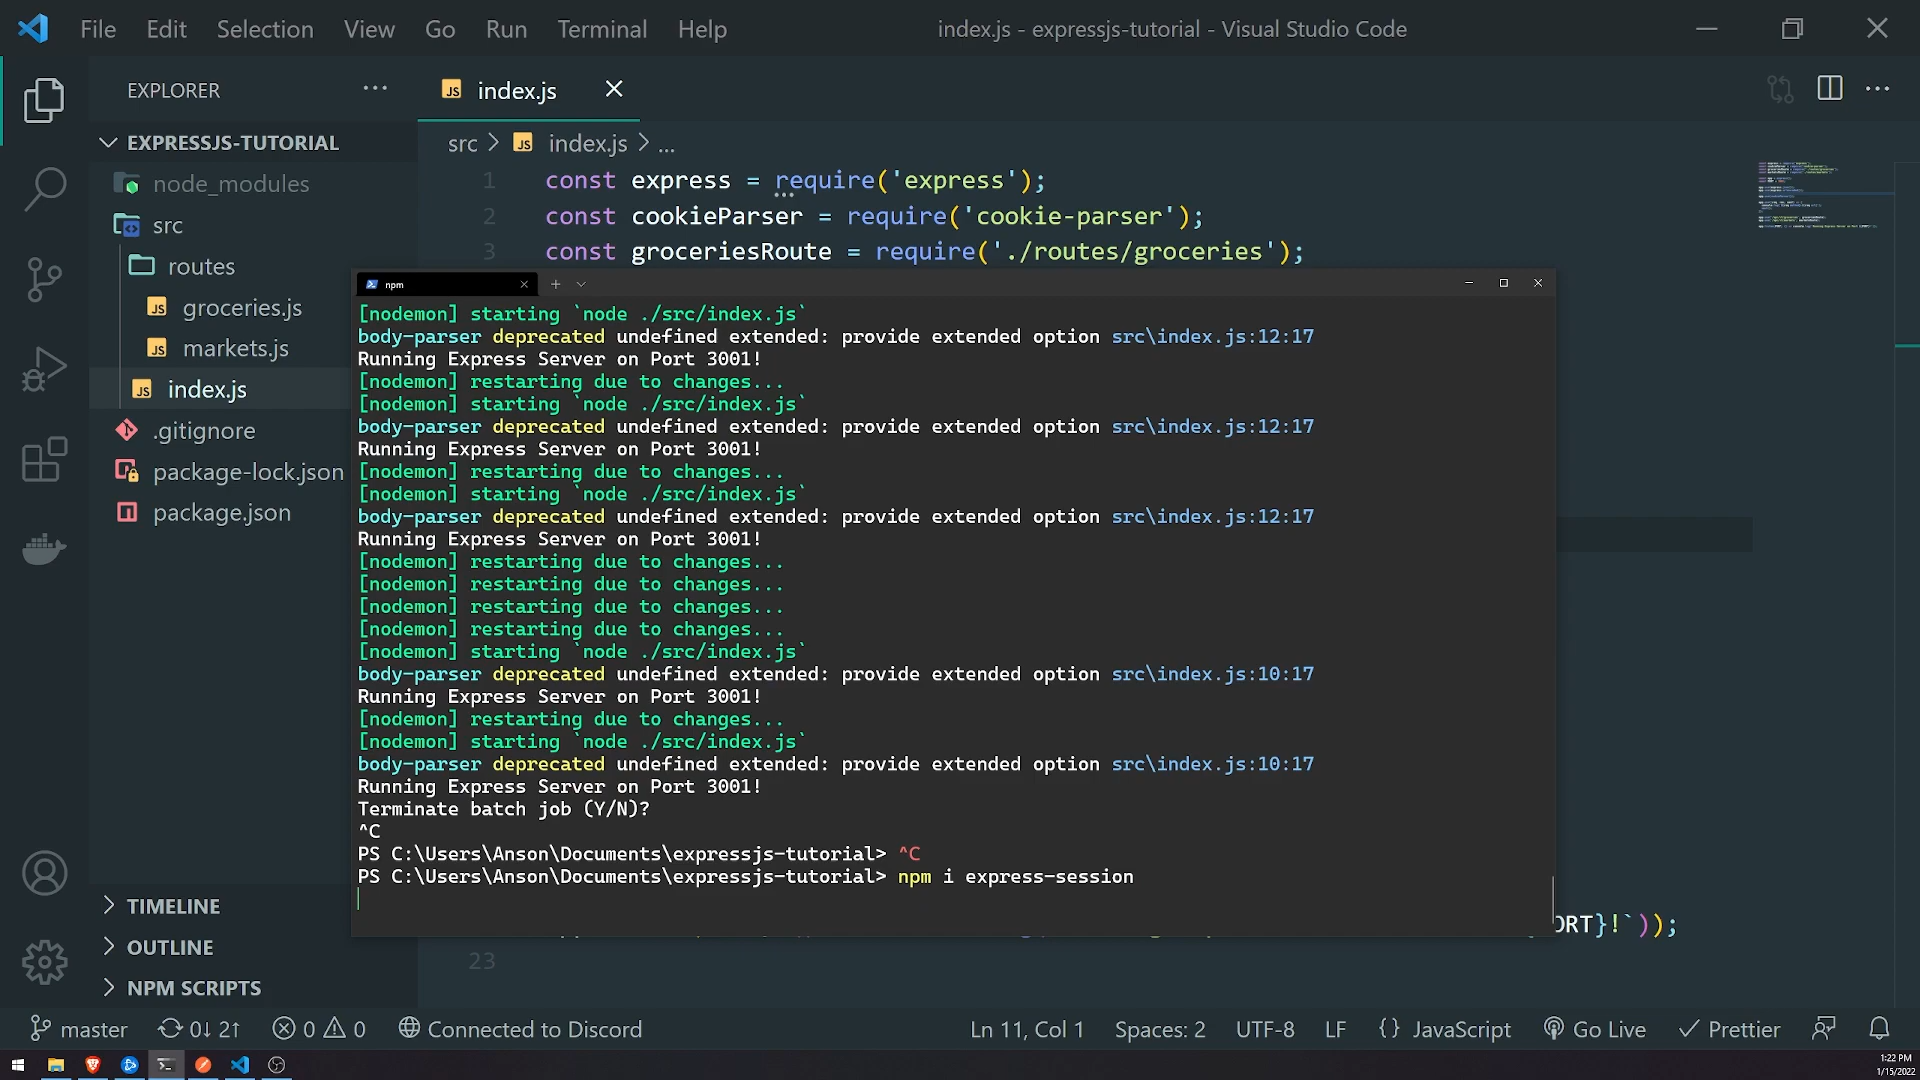 File Edit Selection View Go Run Terminal Help
index.js - expressjs-tutorial - Visual Studio Code
EXPLORER
EXPRESSJS-TUTORIAL
node_modules
src
routes
groceries.js
markets.js
index.js
.gitignore
package-lock.json
package.json
TIMELINE
OUTLINE
NPM SCRIPTS
JS index.js
src > JS index.js > ...
1 const express = require('express');
2 const cookieParser = require('cookie-parser');
3 const groceriesRoute = require('./routes/groceries');
npm
[nodemon] starting `node ./src/index.js`
body-parser deprecated undefined extended: provide extended option src\index.js:12:17
Running Express Server on Port 3001!
[nodemon] restarting due to changes...
[nodemon] starting `node ./src/index.js`
body-parser deprecated undefined extended: provide extended option src\index.js:12:17
Running Express Server on Port 3001!
[nodemon] restarting due to changes...
[nodemon] starting `node ./src/index.js`
body-parser deprecated undefined extended: provide extended option src\index.js:12:17
Running Express Server on Port 3001!
[nodemon] restarting due to changes...
[nodemon] restarting due to changes...
[nodemon] restarting due to changes...
[nodemon] restarting due to changes...
[nodemon] starting `node ./src/index.js`
body-parser deprecated undefined extended: provide extended option src\index.js:10:17
Running Express Server on Port 3001!
[nodemon] restarting due to changes...
[nodemon] starting `node ./src/index.js`
body-parser deprecated undefined extended: provide extended option src\index.js:10:17
Running Express Server on Port 3001!
Terminate batch job (Y/N)?
^C
PS C:\Users\Anson\Documents\expressjs-tutorial> ^C
PS C:\Users\Anson\Documents\expressjs-tutorial> npm i express-session
ORT}!`));
23
master 0↓ 2↑ 0 0 Connected to Discord
Ln 11, Col 1 Spaces: 2 UTF-8 LF {} JavaScript Go Live Prettier
1:22 PM
1/15/2022